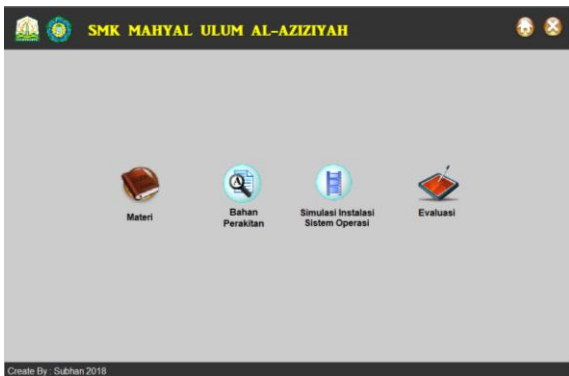 SMK MAHYAL ULUM AL-AZIZIYAH
Materi
Bahan
Perakitan
Simulasi Instalasi
Sistem Operasi
Evaluasi
Create By : Subhan 2018